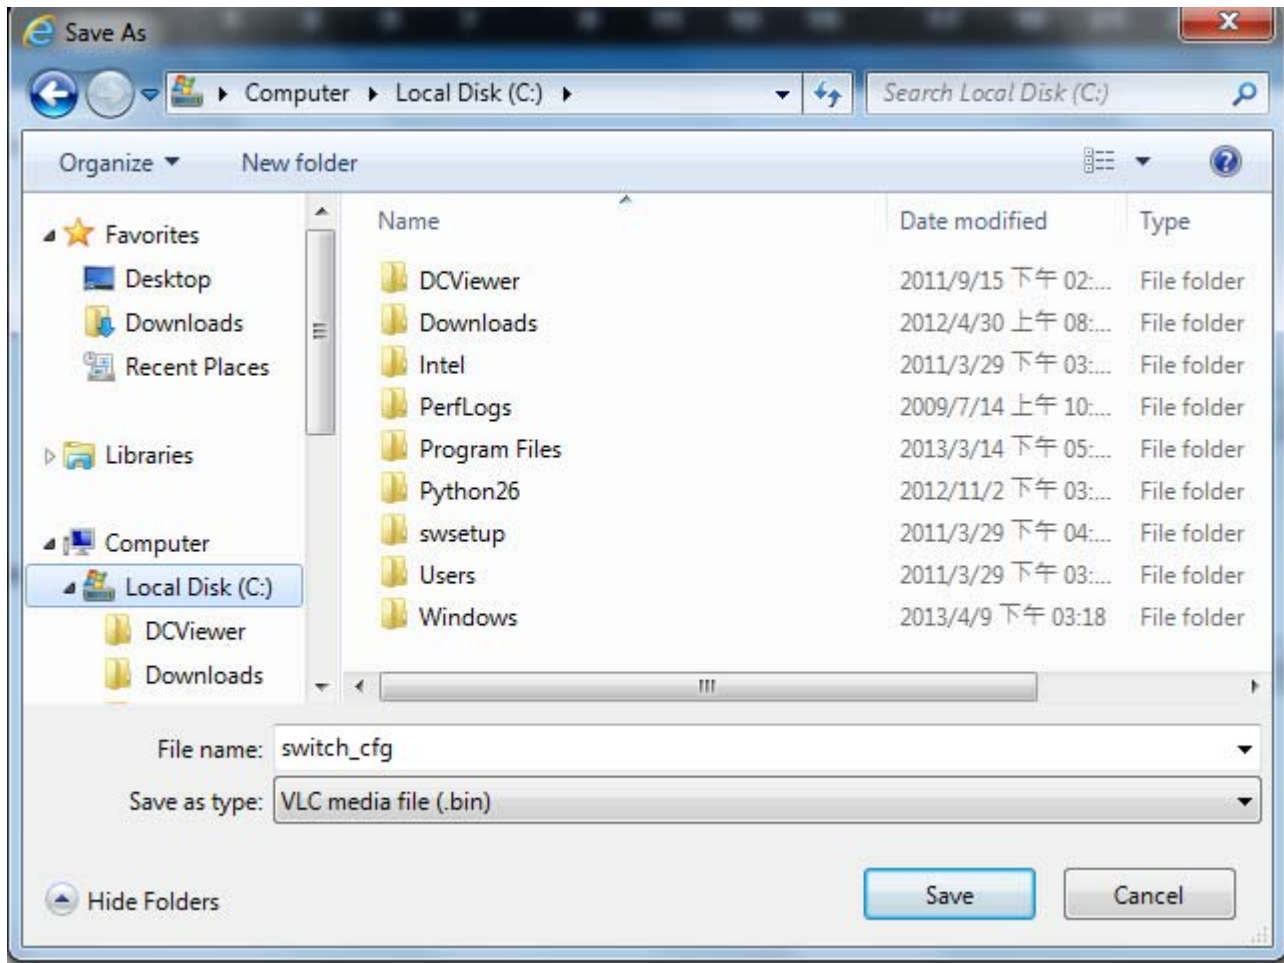 Save As
Computer Local Disk (C:) Search Local Disk (C:)
Organize New folder
Favorites
Desktop
Downloads
Recent Places
Libraries
Computer
Local Disk (C:)
DCViewer
Downloads
Name Date modified Type
DCViewer 2011/9/15 下午 02:... File folder
Downloads 2012/4/30 上午 08:... File folder
Intel 2011/3/29 下午 03:... File folder
PerfLogs 2009/7/14 上午 10:... File folder
Program Files 2013/3/14 下午 05:... File folder
Python26 2012/11/2 下午 03:... File folder
swsetup 2011/3/29 下午 04:... File folder
Users 2011/3/29 下午 03:... File folder
Windows 2013/4/9 下午 03:18 File folder
File name: switch_cfg
Save as type: VLC media file (.bin)
Hide Folders Save Cancel